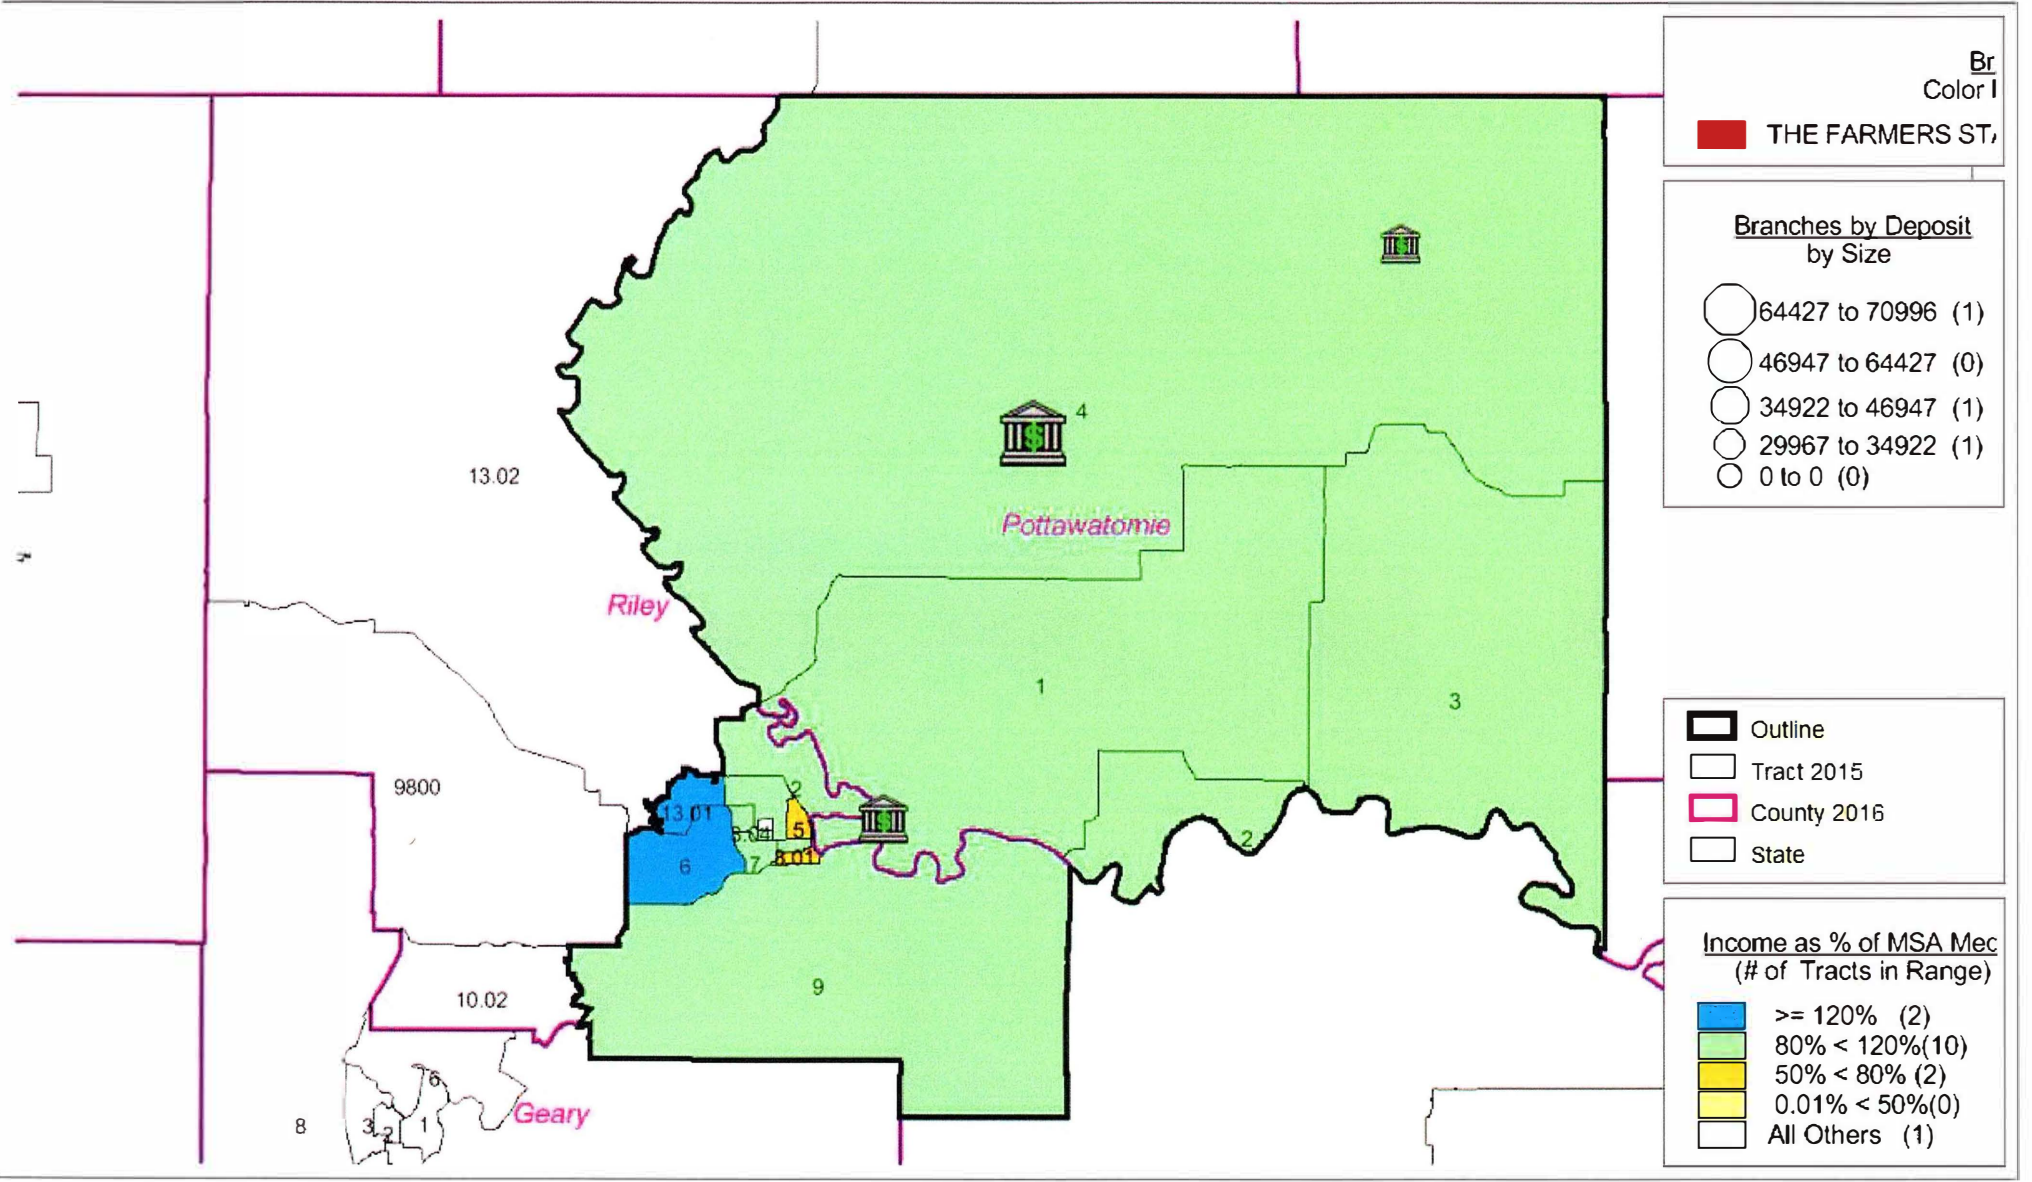 Br
Color
THE FARMERS ST
Branches by Deposit
by Size
64427 to 70996 (1)
46947 to 64427 (0)
34922 to 46947 (1)
29967 to 34922 (1)
0 to 0 (0)
4
13.02
Pottawatomie
Riley
1
3
Outline
Tract 2015
County 2016
State
9800
2
13.01
5
2
6
7
9
10.02
6
8
3
2
1
Geary
Income as % of MSA Mec
(# of Tracts in Range)
>= 120% (2)
80% < 120%(10)
50% < 80% (2)
0.01% < 50%(0)
All Others (1)